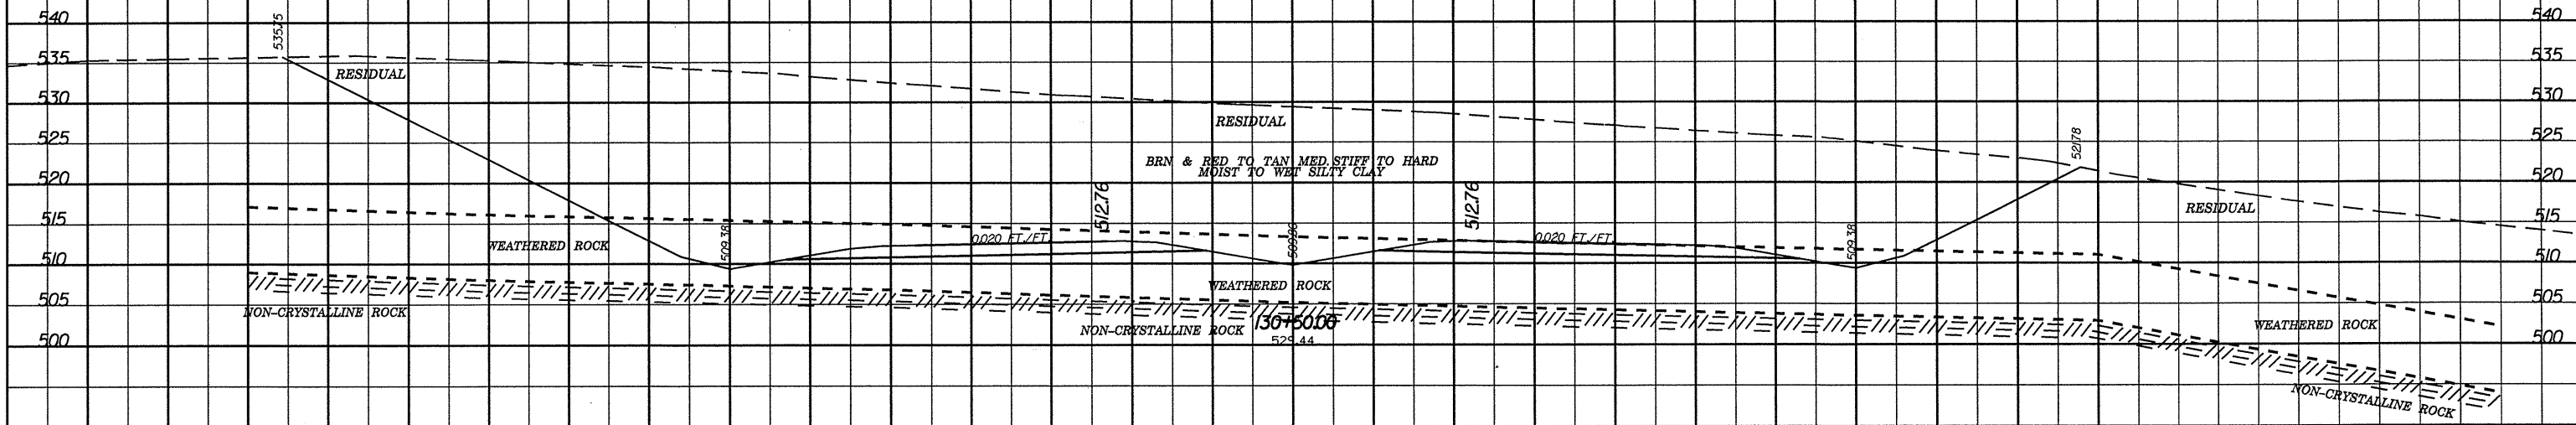 540 540
535.75
535 535
RESIDUAL
530 530
RESIDUAL
525 525
521.78
BRN & RED TO TAN MED. STIFF TO HARD
MOIST TO WET SILTY CLAY
520 520
512.76 512.76
RESIDUAL
515 515
WEATHERED ROCK
509.38
0.020 FT./FT.
0.020 FT./FT.
509.38
510 510
WEATHERED ROCK
505 505
NON-CRYSTALLINE ROCK
NON-CRYSTALLINE ROCK
130+50.00
WEATHERED ROCK
500 500
529.44
NON-CRYSTALLINE ROCK